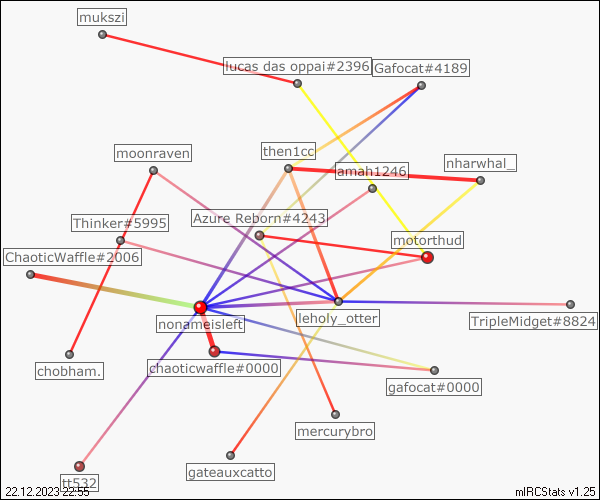 mukszi
lucas das oppai#2396
Gafocat#4189
moonraven
then1cc
amah1246
nharwhal_
Thinker#5995
Azure Reborn#4243
motorthud
ChaoticWaffle#2006
nonameisleft
leholy_otter
TripleMidget#8824
chobham.
chaoticwaffle#0000
gafocat#0000
mercurybro
tt532
gateauxcatto
22.12.2023 22:55
mIRCStats v1.25